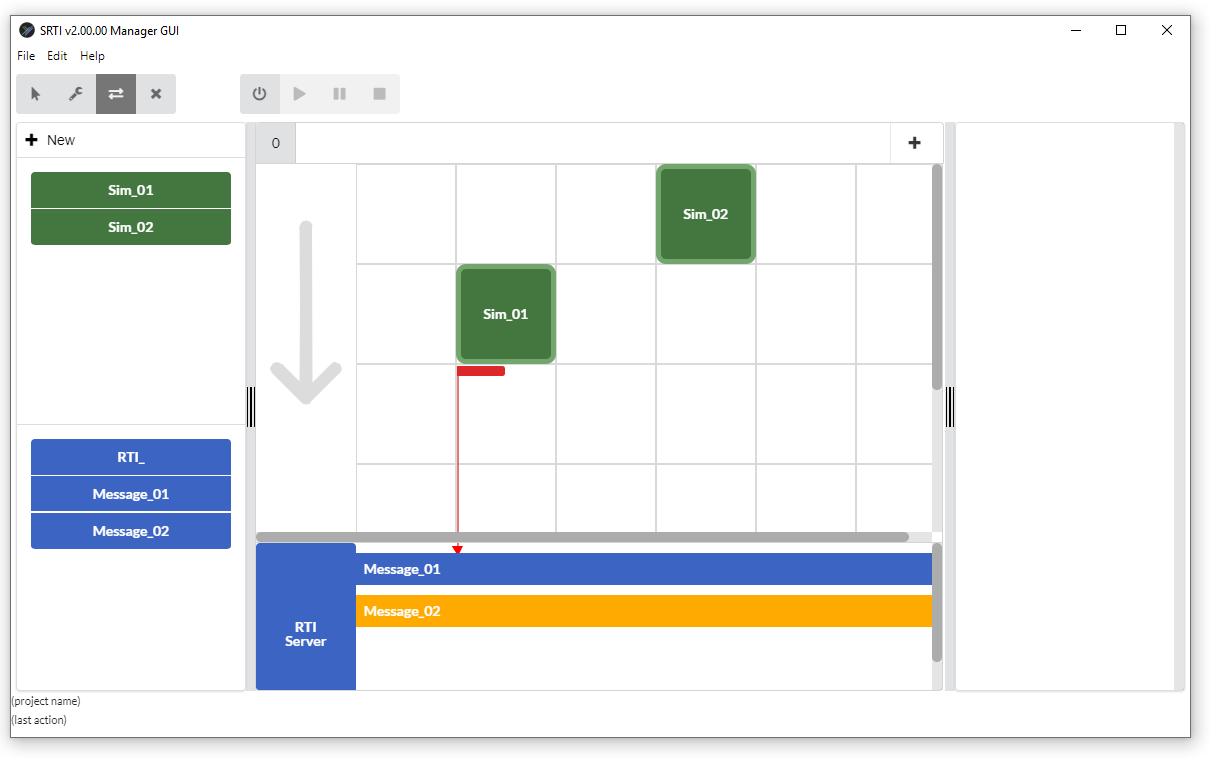 SRTI v2.00.00 Manager GUI
File Edit Help
New
0
Sim_01
Sim_02
Sim_02
Sim_01
RTI_
Message_01
Message_02
RTI
Server
Message_01
Message_02
(project name)
(last action)